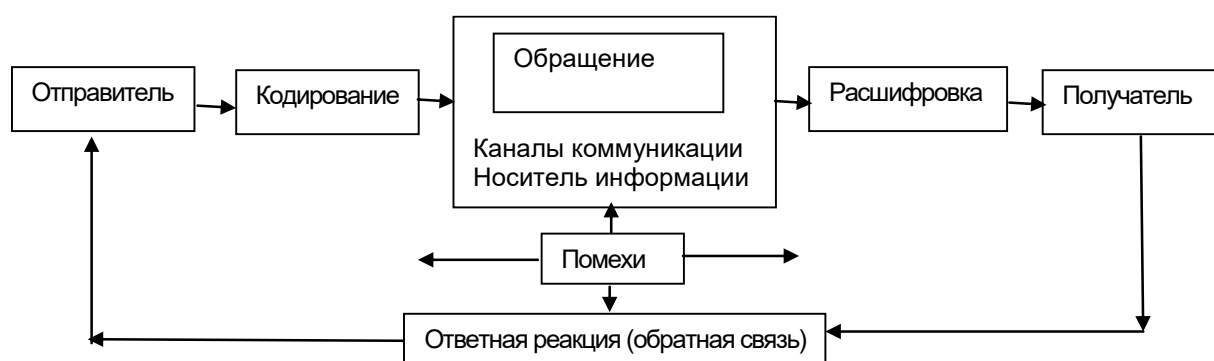 Обращение
Отправитель
Кодирование
Расшифровка
Получатель
Каналы коммуникации
Носитель информации
Помехи
Ответная реакция (обратная связь)